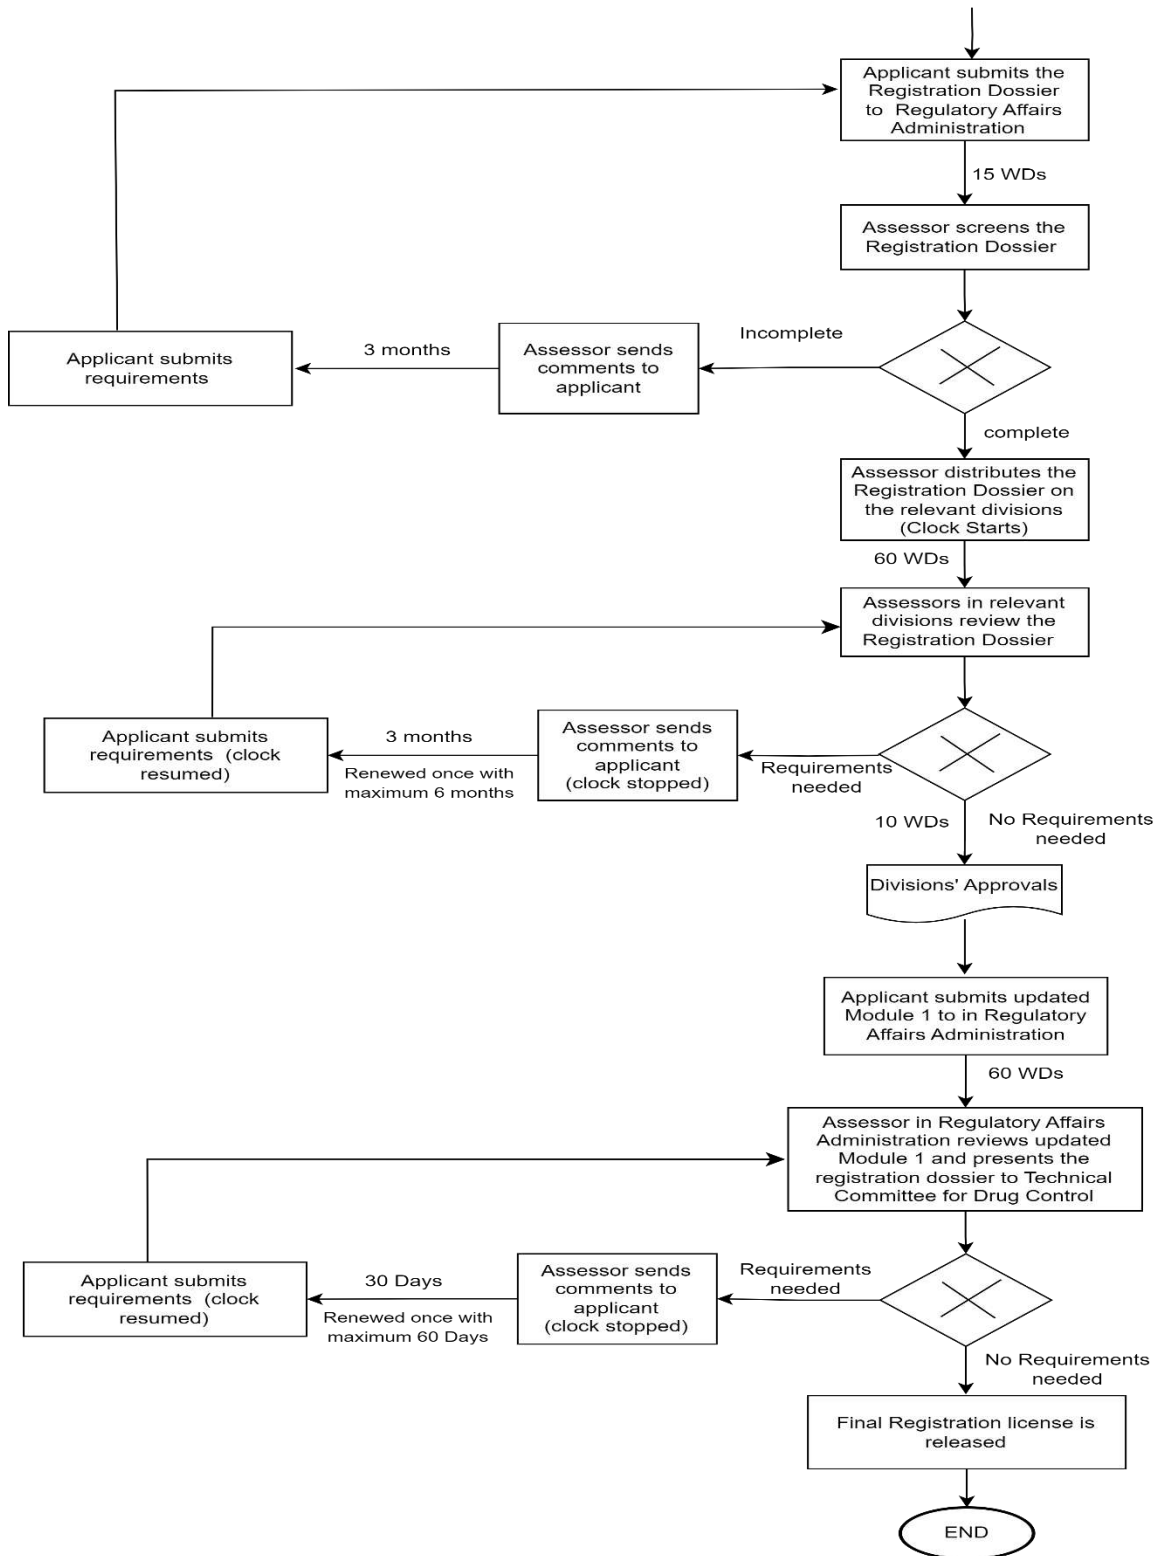 Applicant submits the
Registration Dossier
to Regulatory Affairs
Administration
15 WDs
Assessor screens the
Registration Dossier
Incomplete
Assessor sends
comments to
applicant
3 months
Applicant submits
requirements
complete
Assessor distributes the
Registration Dossier on
the relevant divisions
(Clock Starts)
60 WDs
Assessors in relevant
divisions review the
Registration Dossier
Requirements
needed
Assessor sends
comments to
applicant
(clock stopped)
3 months
Renewed once with
maximum 6 months
Applicant submits
requirements (clock
resumed)
10 WDs
No Requirements
needed
Divisions' Approvals
Applicant submits updated
Module 1 to in Regulatory
Affairs Administration
60 WDs
Assessor in Regulatory Affairs
Administration reviews updated
Module 1 and presents the
registration dossier to Technical
Committee for Drug Control
Requirements
needed
Assessor sends
comments to
applicant
(clock stopped)
30 Days
Renewed once with
maximum 60 Days
Applicant submits
requirements (clock
resumed)
No Requirements
needed
Final Registration license is
released
END